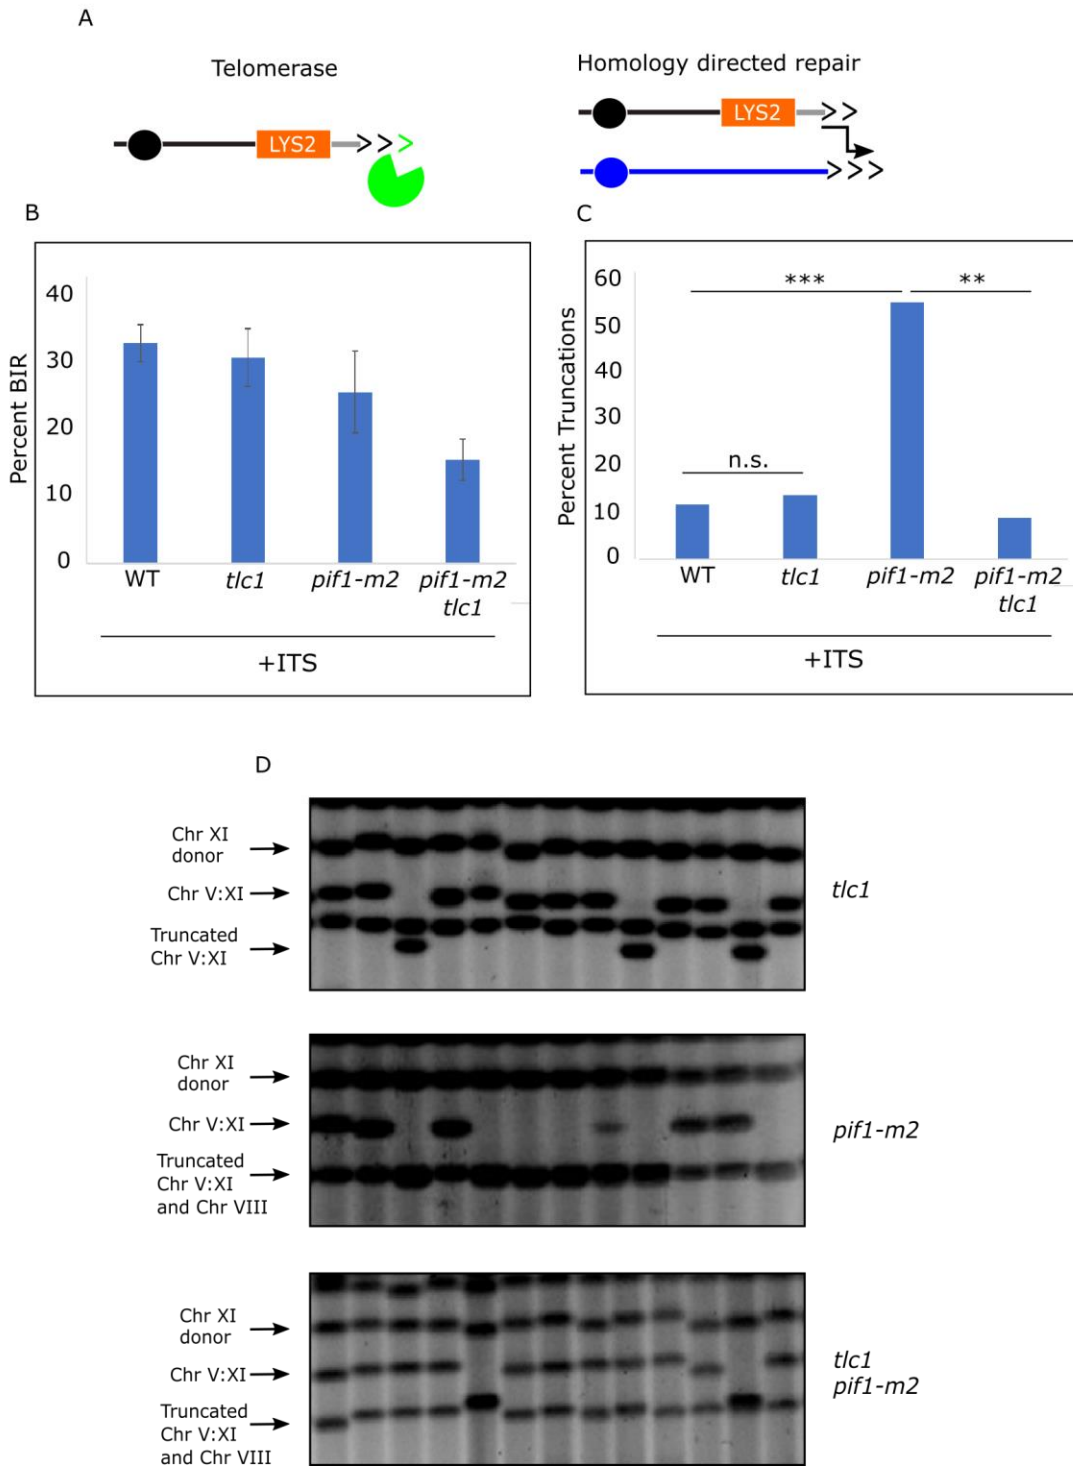 A
Telomerase
Homology directed repair
LYS2
LYS2
B
C
Percent BIR
40
30
20
10
0
WT
tlc1
pif1-m2
pif1-m2
tlc1
+ITS
Percent Truncations
60
50
40
30
20
10
0
***
**
n.s.
WT
tlc1
pif1-m2
pif1-m2
tlc1
+ITS
D
Chr XI
donor
Chr V:XI
Truncated
Chr V:XI
tlc1
Chr XI
donor
Chr V:XI
Truncated
Chr V:XI
and Chr VIII
pif1-m2
Chr XI
donor
Chr V:XI
Truncated
Chr V:XI
and Chr VIII
tlc1
pif1-m2